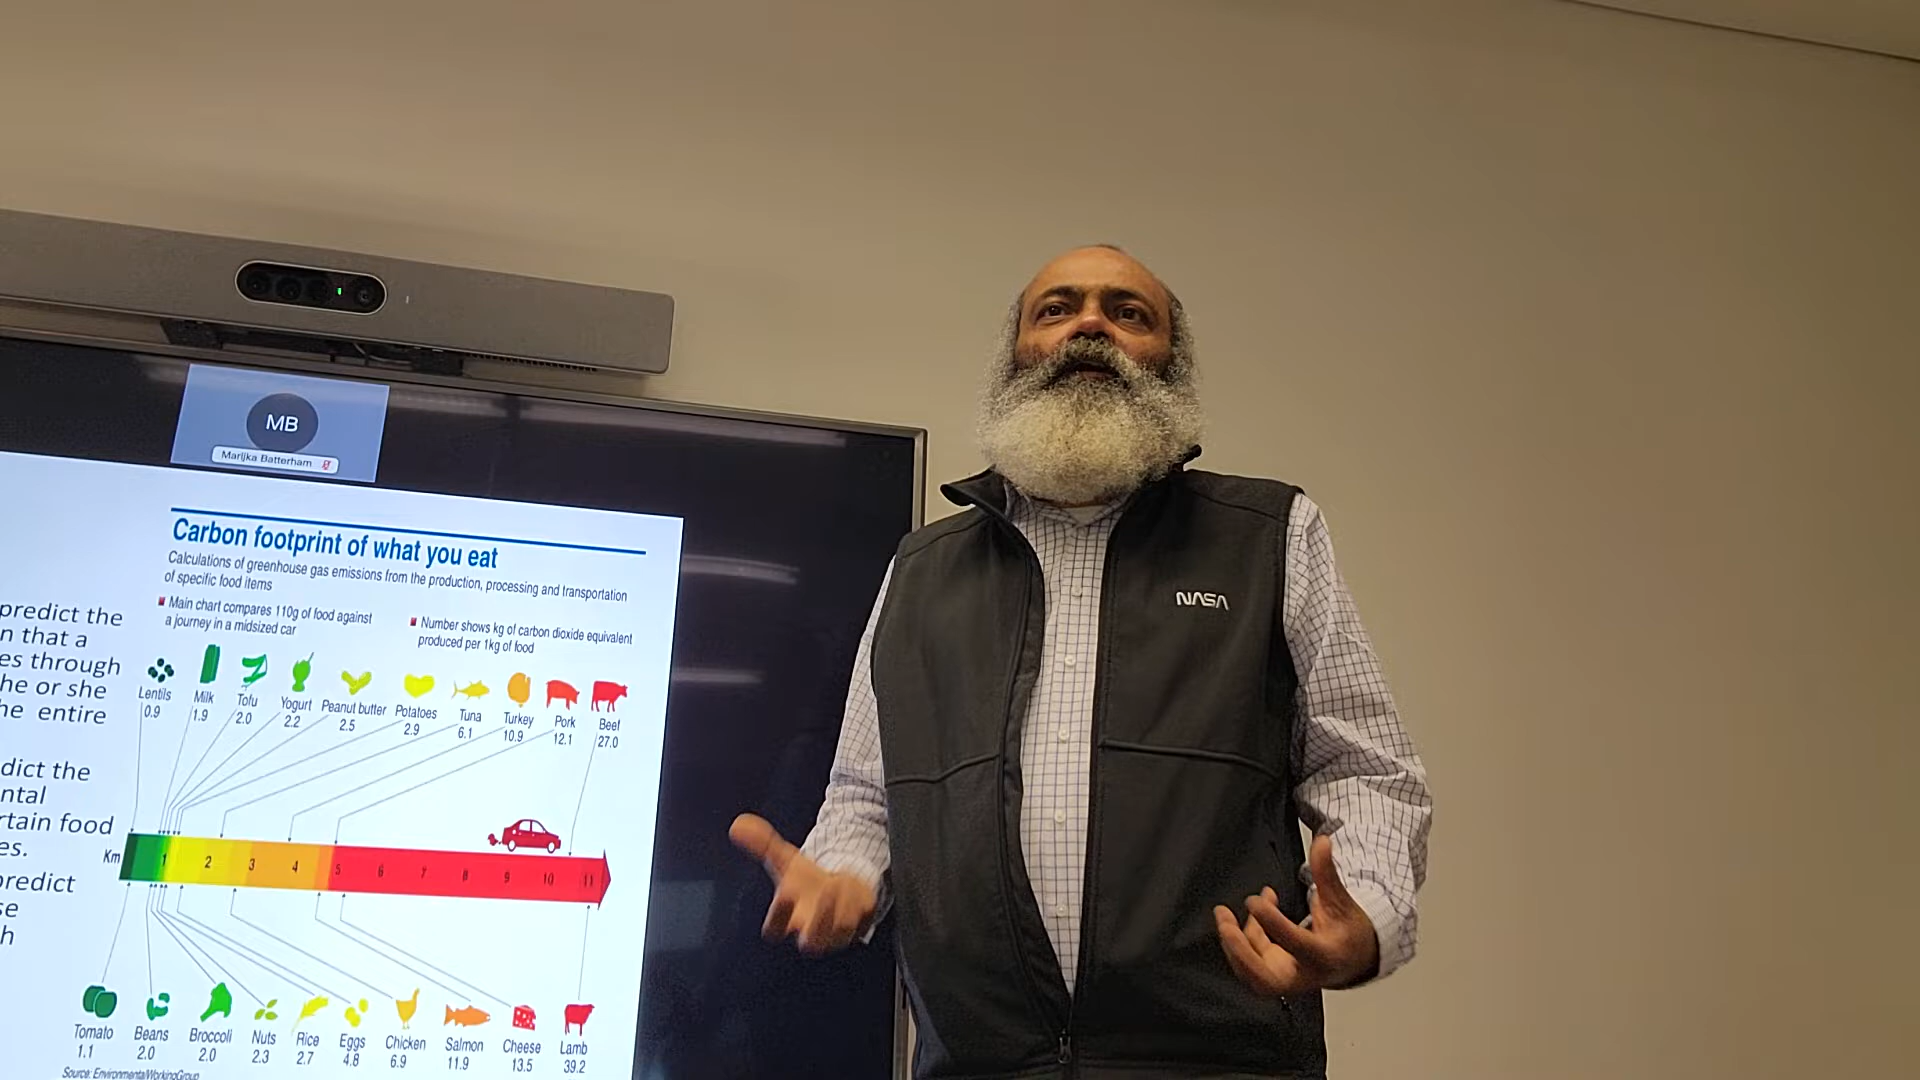 MB
Marijka Batterham
Carbon footprint of what you eat
Calculations of greenhouse gas emissions from the production, processing and transportation
of specific food items
Main chart compares 110g of food against
a journey in a midsized car
Number shows kg of carbon dioxide equivalent
produced per 1kg of food
predict the
n that a
es through
he or she
he entire
dict the
ntal
rtain food
es.
predict
se
h
Lentils
0.9
Milk
1.9
Tofu
2.0
Yogurt
2.2
Peanut butter
2.5
Potatoes
2.9
Tuna
6.1
Turkey
10.9
Pork
12.1
Beef
27.0
Km 1 2 3 4 5 6 7 8 9 10 11
Tomato
1.1
Beans
2.0
Broccoli
2.0
Nuts
2.3
Rice
2.7
Eggs
4.8
Chicken
6.9
Salmon
11.9
Cheese
13.5
Lamb
39.2
Source: EnvironmentalWorkingGroup
NASA